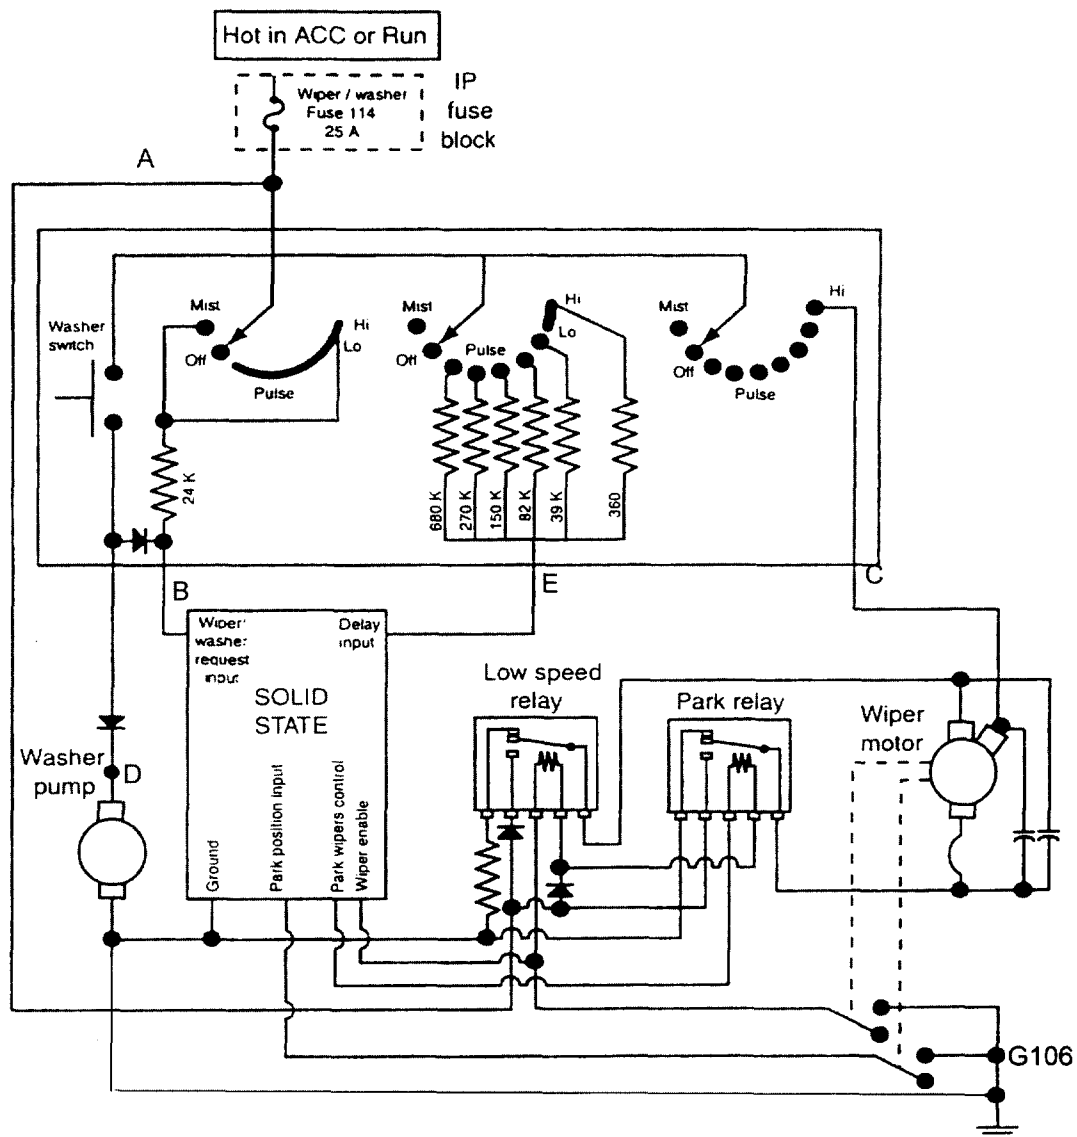 Hot in ACC or Run
IP
fuse
block
Wiper / washer
Fuse 114
25 A
A
Mist
Off
Pulse
Hi
Lo
Mist
Off
Pulse
Hi
Lo
Mist
Off
Pulse
Hi
Washer
switch
24 K
680 K
270 K
150 K
82 K
39 K
360
B
E
C
Wiper/
washer
request
input
Delay
input
SOLID
STATE
Ground
Park position input
Park wipers control
Wiper enable
Washer
pump
D
Low speed
relay
Park relay
Wiper
motor
G106